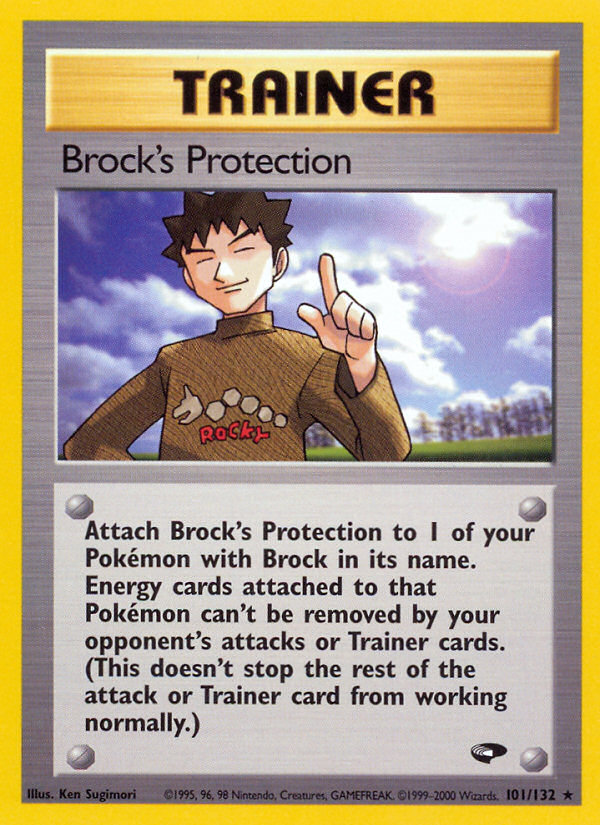 TRAINER
Brock's Protection
ROCKY
Attach Brock's Protection to 1 of your
Pokémon with Brock in its name.
Energy cards attached to that
Pokémon can't be removed by your
opponent's attacks or Trainer cards.
(This doesn't stop the rest of the
attack or Trainer card from working
normally.)
Illus. Ken Sugimori ©1995, 96, 98 Nintendo, Creatures, GAMEFREAK. ©1999–2000 Wizards. 101/132 ★